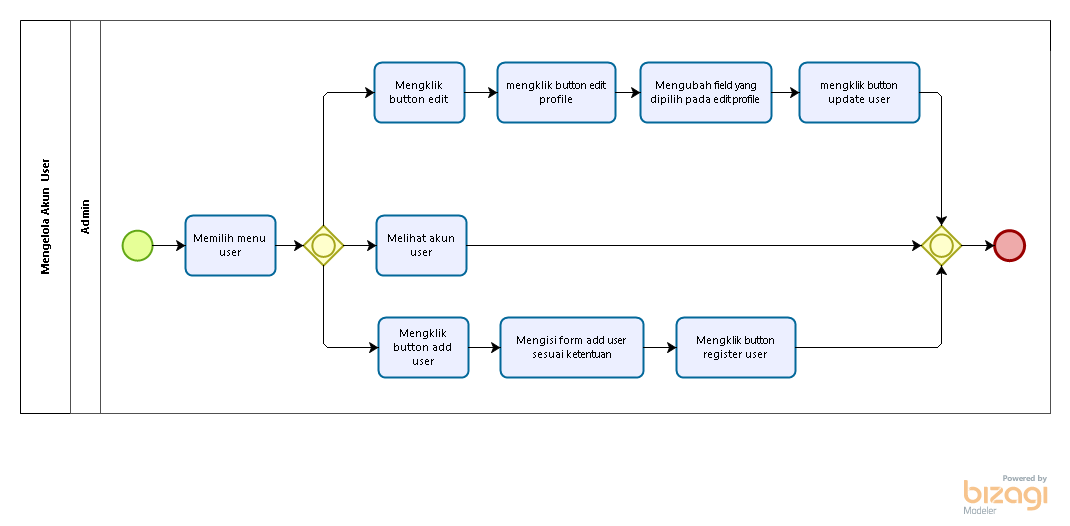 Mengelola Akun User
Admin
Mengklik
button edit
mengklik button edit
profile
Mengubah field yang
dipilih pada edit profile
mengklik button
update user
Memilih menu
user
Melihat akun
user
Mengklik
button add
user
Mengisi form add user
sesuai ketentuan
Mengklik button
register user
Powered by
bizagi
Modeler